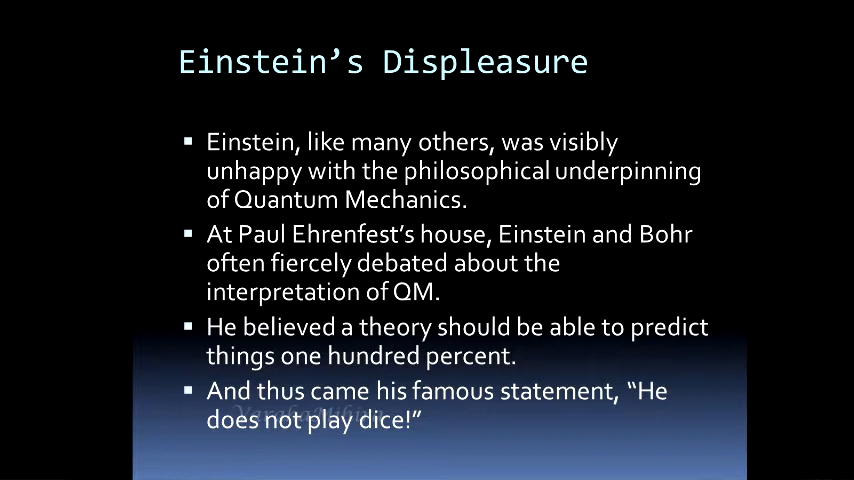 Einstein’s Displeasure
▪ Einstein, like many others, was visibly
unhappy with the philosophical underpinning
of Quantum Mechanics.
▪ At Paul Ehrenfest’s house, Einstein and Bohr
often fiercely debated about the
interpretation of QM.
▪ He believed a theory should be able to predict
things one hundred percent.
▪ And thus came his famous statement, “He
does not play dice!”